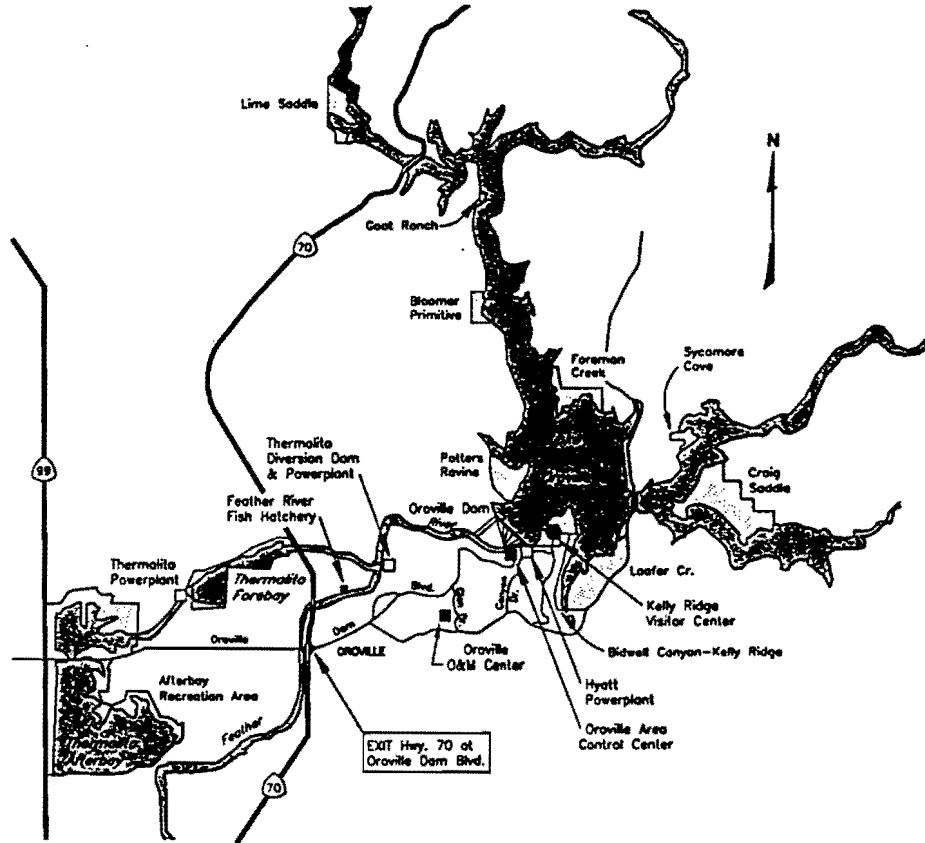 Lime Saddle
N
Goat Ranch
70
Bloomer
Primitive
Foreman
Creek
Sycamore
Cove
Thermalito
Diversion Dam
& Powerplant
Potters
Ravine
Craig
Saddle
99
Feather River
Fish Hatchery
Oroville Dam
River
Thermalito
Powerplant
Thermalito
Forebay
Loafer Cr.
Kelly Ridge
Visitor Center
Blvd.
Dam
Oroville
OROVILLE
Oroville
O&M Center
Bidwell Canyon-Kelly Ridge
Afterbay
Recreation Area
Hyatt
Powerplant
Feather
Thermalito
Afterbay
Oroville Area
Control Center
EXIT Hwy. 70 at
Oroville Dam Blvd.
70